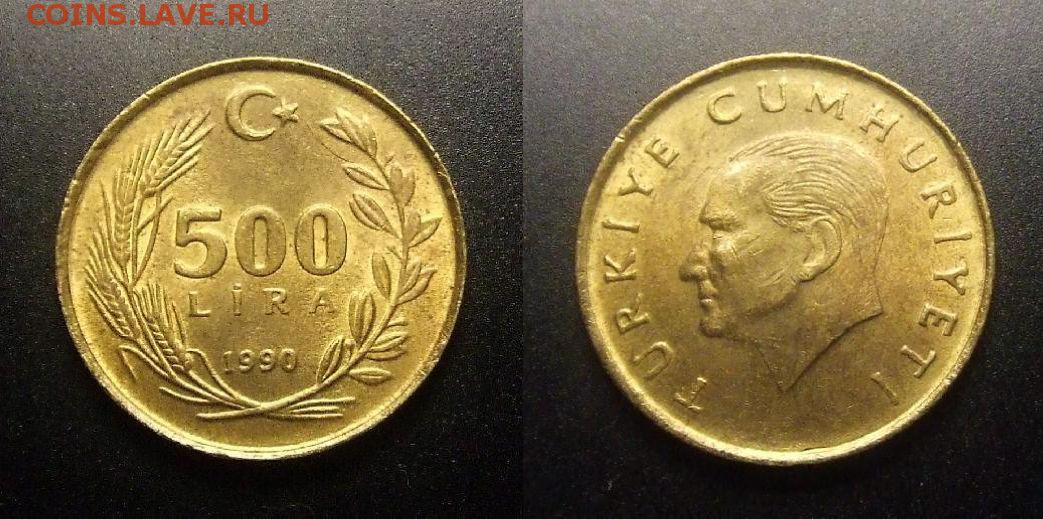 COINS.LAVE.RU
500
LİRA
1990
TÜRKİYE CUMHURİYETİ